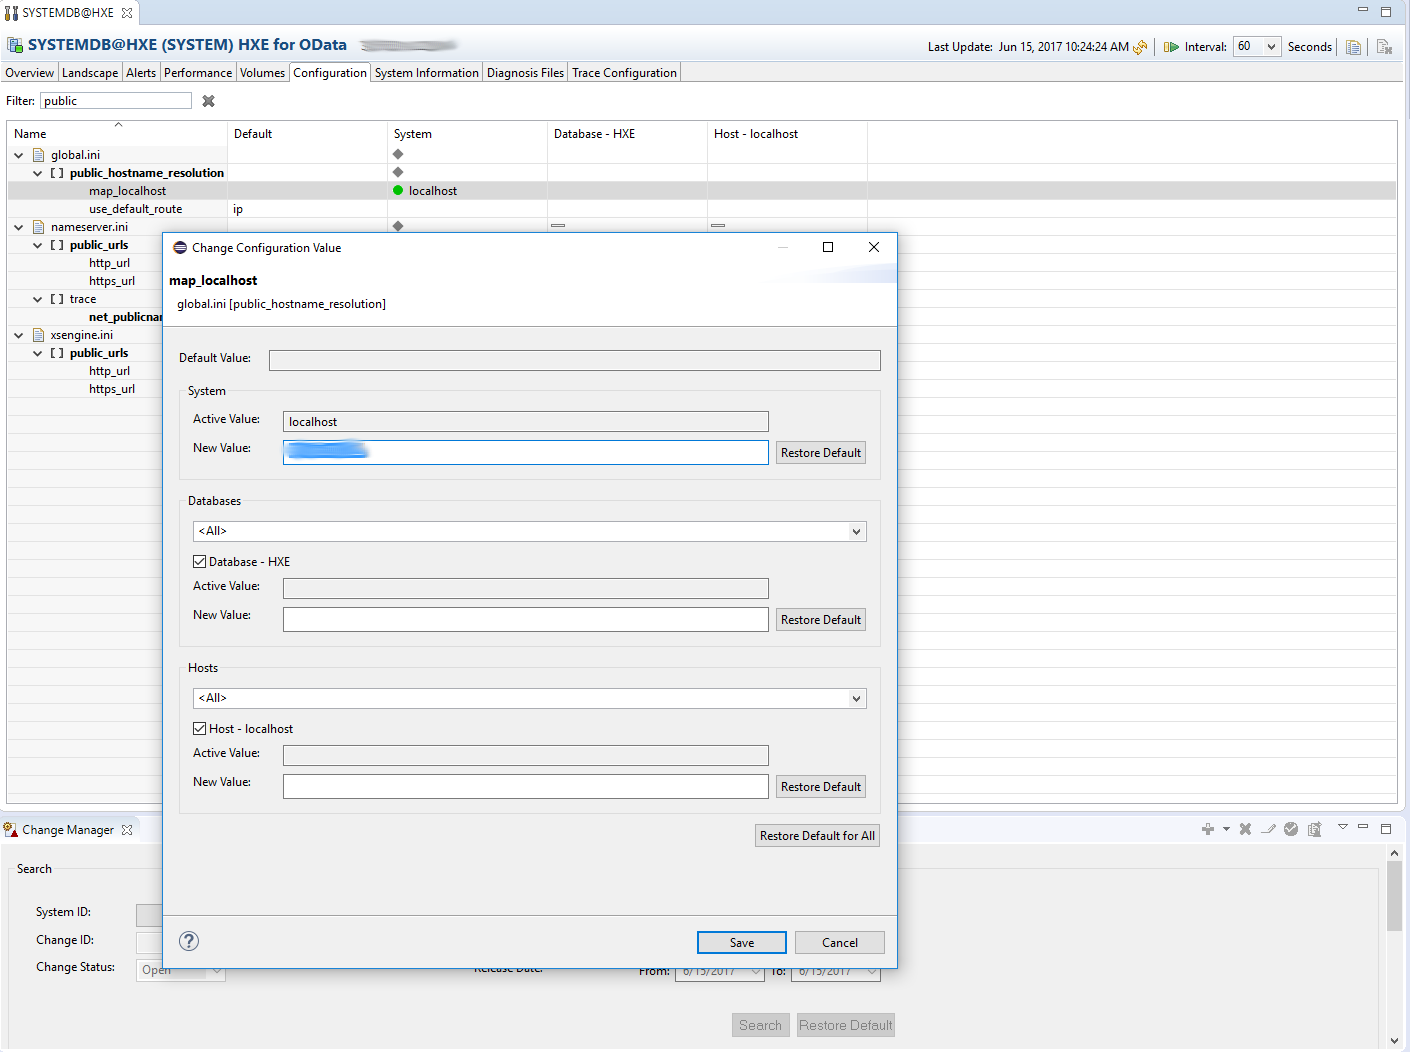 SYSTEMDB@HXE
SYSTEMDB@HXE (SYSTEM) HXE for OData
Last Update: Jun 15, 2017 10:24:24 AM Interval: 60 Seconds
Overview Landscape Alerts Performance Volumes Configuration System Information Diagnosis Files Trace Configuration
Filter: public
Name Default System Database - HXE Host - localhost
global.ini
[ ] public_hostname_resolution
map_localhost localhost
use_default_route ip
nameserver.ini
[ ] public_urls
http_url
https_url
[ ] trace
net_publicnar
xsengine.ini
[ ] public_urls
http_url
https_url
Change Configuration Value
map_localhost
global.ini [public_hostname_resolution]
Default Value:
System
Active Value: localhost
New Value: Restore Default
Databases
<All>
Database - HXE
Active Value:
New Value: Restore Default
Hosts
<All>
Host - localhost
Active Value:
New Value: Restore Default
Restore Default for All
? Save Cancel
Change Manager
Search
System ID:
Change ID:
Change Status: Open Release Date: From: 6/15/2017 To: 6/15/2017
Search Restore Default